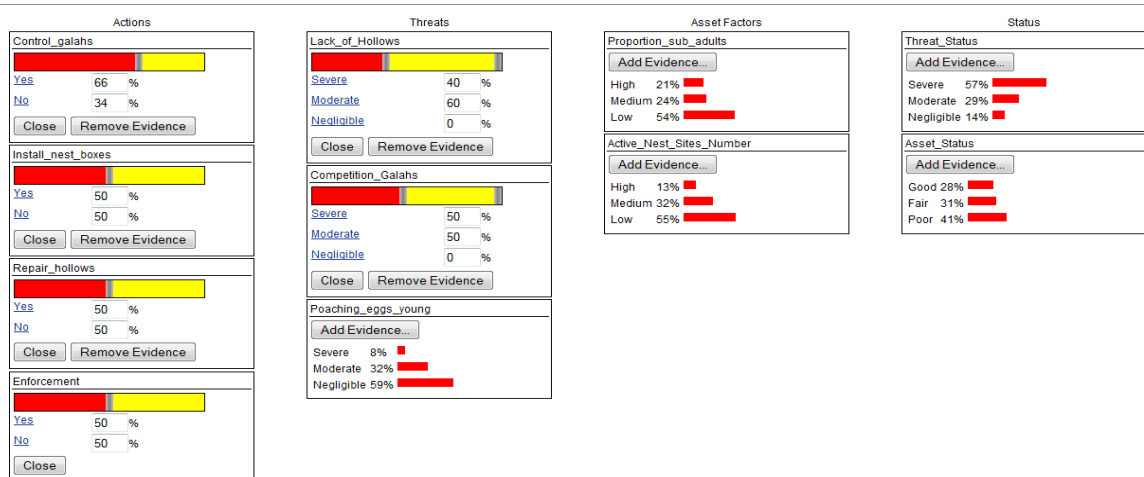 Actions
Control_galahs
Yes 66 %
No 34 %
Close Remove Evidence
Install_nest_boxes
Yes 50 %
No 50 %
Close Remove Evidence
Repair_hollows
Yes 50 %
No 50 %
Close Remove Evidence
Enforcement
Yes 50 %
No 50 %
Close
Threats
Lack_of_Hollows
Severe 40 %
Moderate 60 %
Negligible 0 %
Close Remove Evidence
Competition_Galahs
Severe 50 %
Moderate 50 %
Negligible 0 %
Close Remove Evidence
Poaching_eggs_young
Add Evidence...
Severe 8%
Moderate 32%
Negligible 59%
Asset Factors
Proportion_sub_adults
Add Evidence...
High 21%
Medium 24%
Low 54%
Active_Nest_Sites_Number
Add Evidence...
High 13%
Medium 32%
Low 55%
Status
Threat_Status
Add Evidence...
Severe 57%
Moderate 29%
Negligible 14%
Asset_Status
Add Evidence...
Good 28%
Fair 31%
Poor 41%